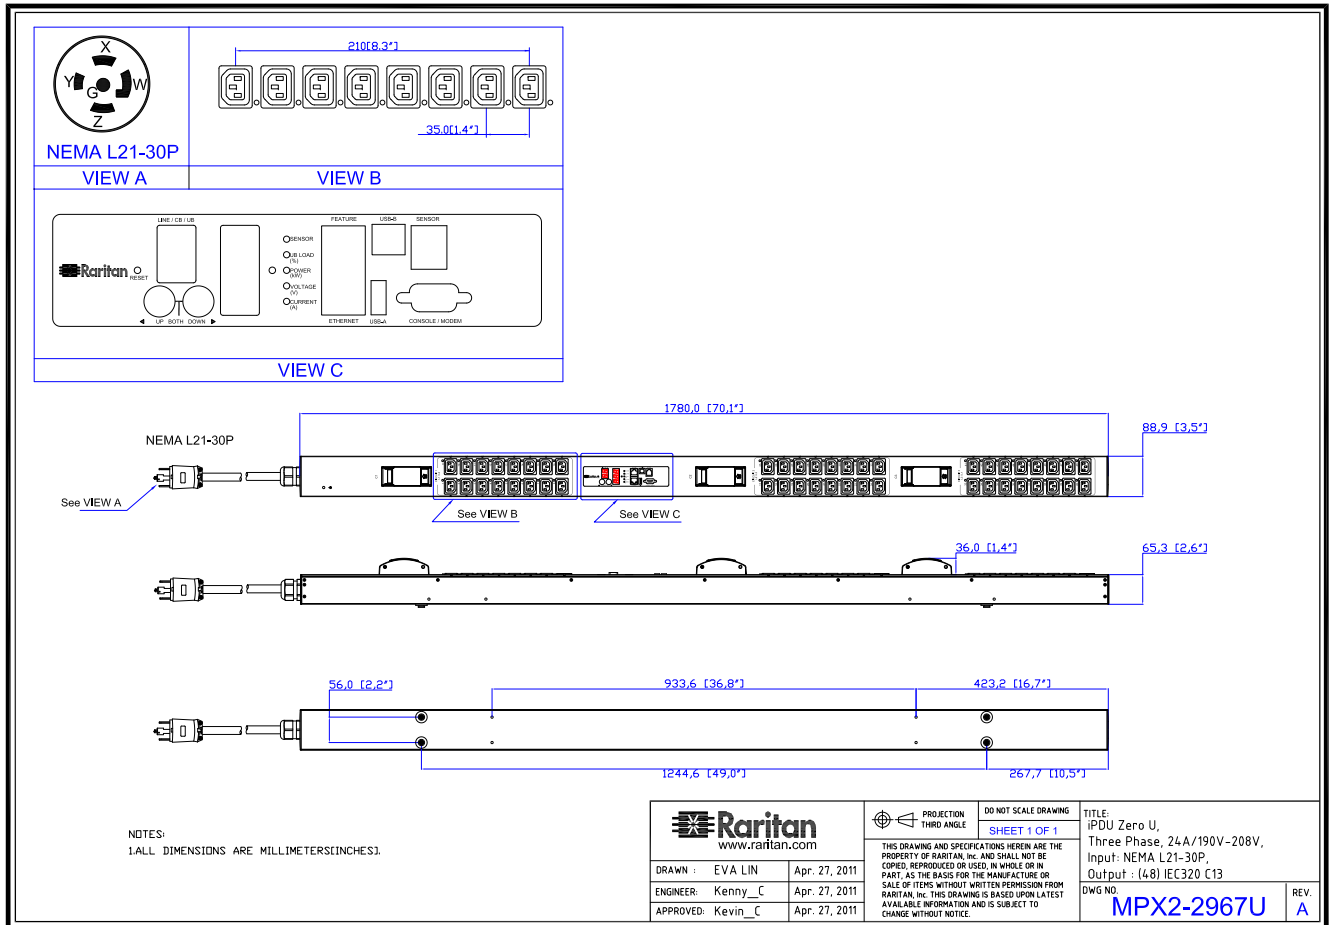 X
Y
G
W
Z
NEMA L21-30P
VIEW A
210[8.3"]
35.0[1.4"]
VIEW B
LINE / CB / UB
FEATURE
USB-B
SENSOR
Raritan
RESET
SENSOR
UB LOAD
(%)
POWER
(kW)
VOLTAGE
(V)
CURRENT
(A)
UP BOTH DOWN
ETHERNET
USB-A
CONSOLE / MODEM
VIEW C
1780,0 [70,1"]
NEMA L21-30P
88,9 [3,5"]
See VIEW A
See VIEW B
See VIEW C
36,0 [1,4"]
65,3 [2,6"]
56,0 [2,2"]
933,6 [36,8"]
423,2 [16,7"]
1244,6 [49,0"]
267,7 [10,5"]
NOTES:
1.ALL DIMENSIONS ARE MILLIMETERS[INCHES].
Raritan
www.raritan.com
DRAWN : EVA LIN Apr. 27, 2011
ENGINEER: Kenny_C Apr. 27, 2011
APPROVED: Kevin_C Apr. 27, 2011
PROJECTION
THIRD ANGLE
DO NOT SCALE DRAWING
SHEET 1 OF 1
THIS DRAWING AND SPECIFICATIONS HEREIN ARE THE
PROPERTY OF RARITAN, Inc. AND SHALL NOT BE
COPIED, REPRODUCED OR USED, IN WHOLE OR IN
PART, AS THE BASIS FOR THE MANUFACTURE OR
SALE OF ITEMS WITHOUT WRITTEN PERMISSION FROM
RARITAN, Inc. THIS DRAWING IS BASED UPON LATEST
AVAILABLE INFORMATION AND IS SUBJECT TO
CHANGE WITHOUT NOTICE.
TITLE:
iPDU Zero U,
Three Phase, 24A/190V-208V,
Input: NEMA L21-30P,
Output : (48) IEC320 C13
DWG NO.
MPX2-2967U
REV.
A